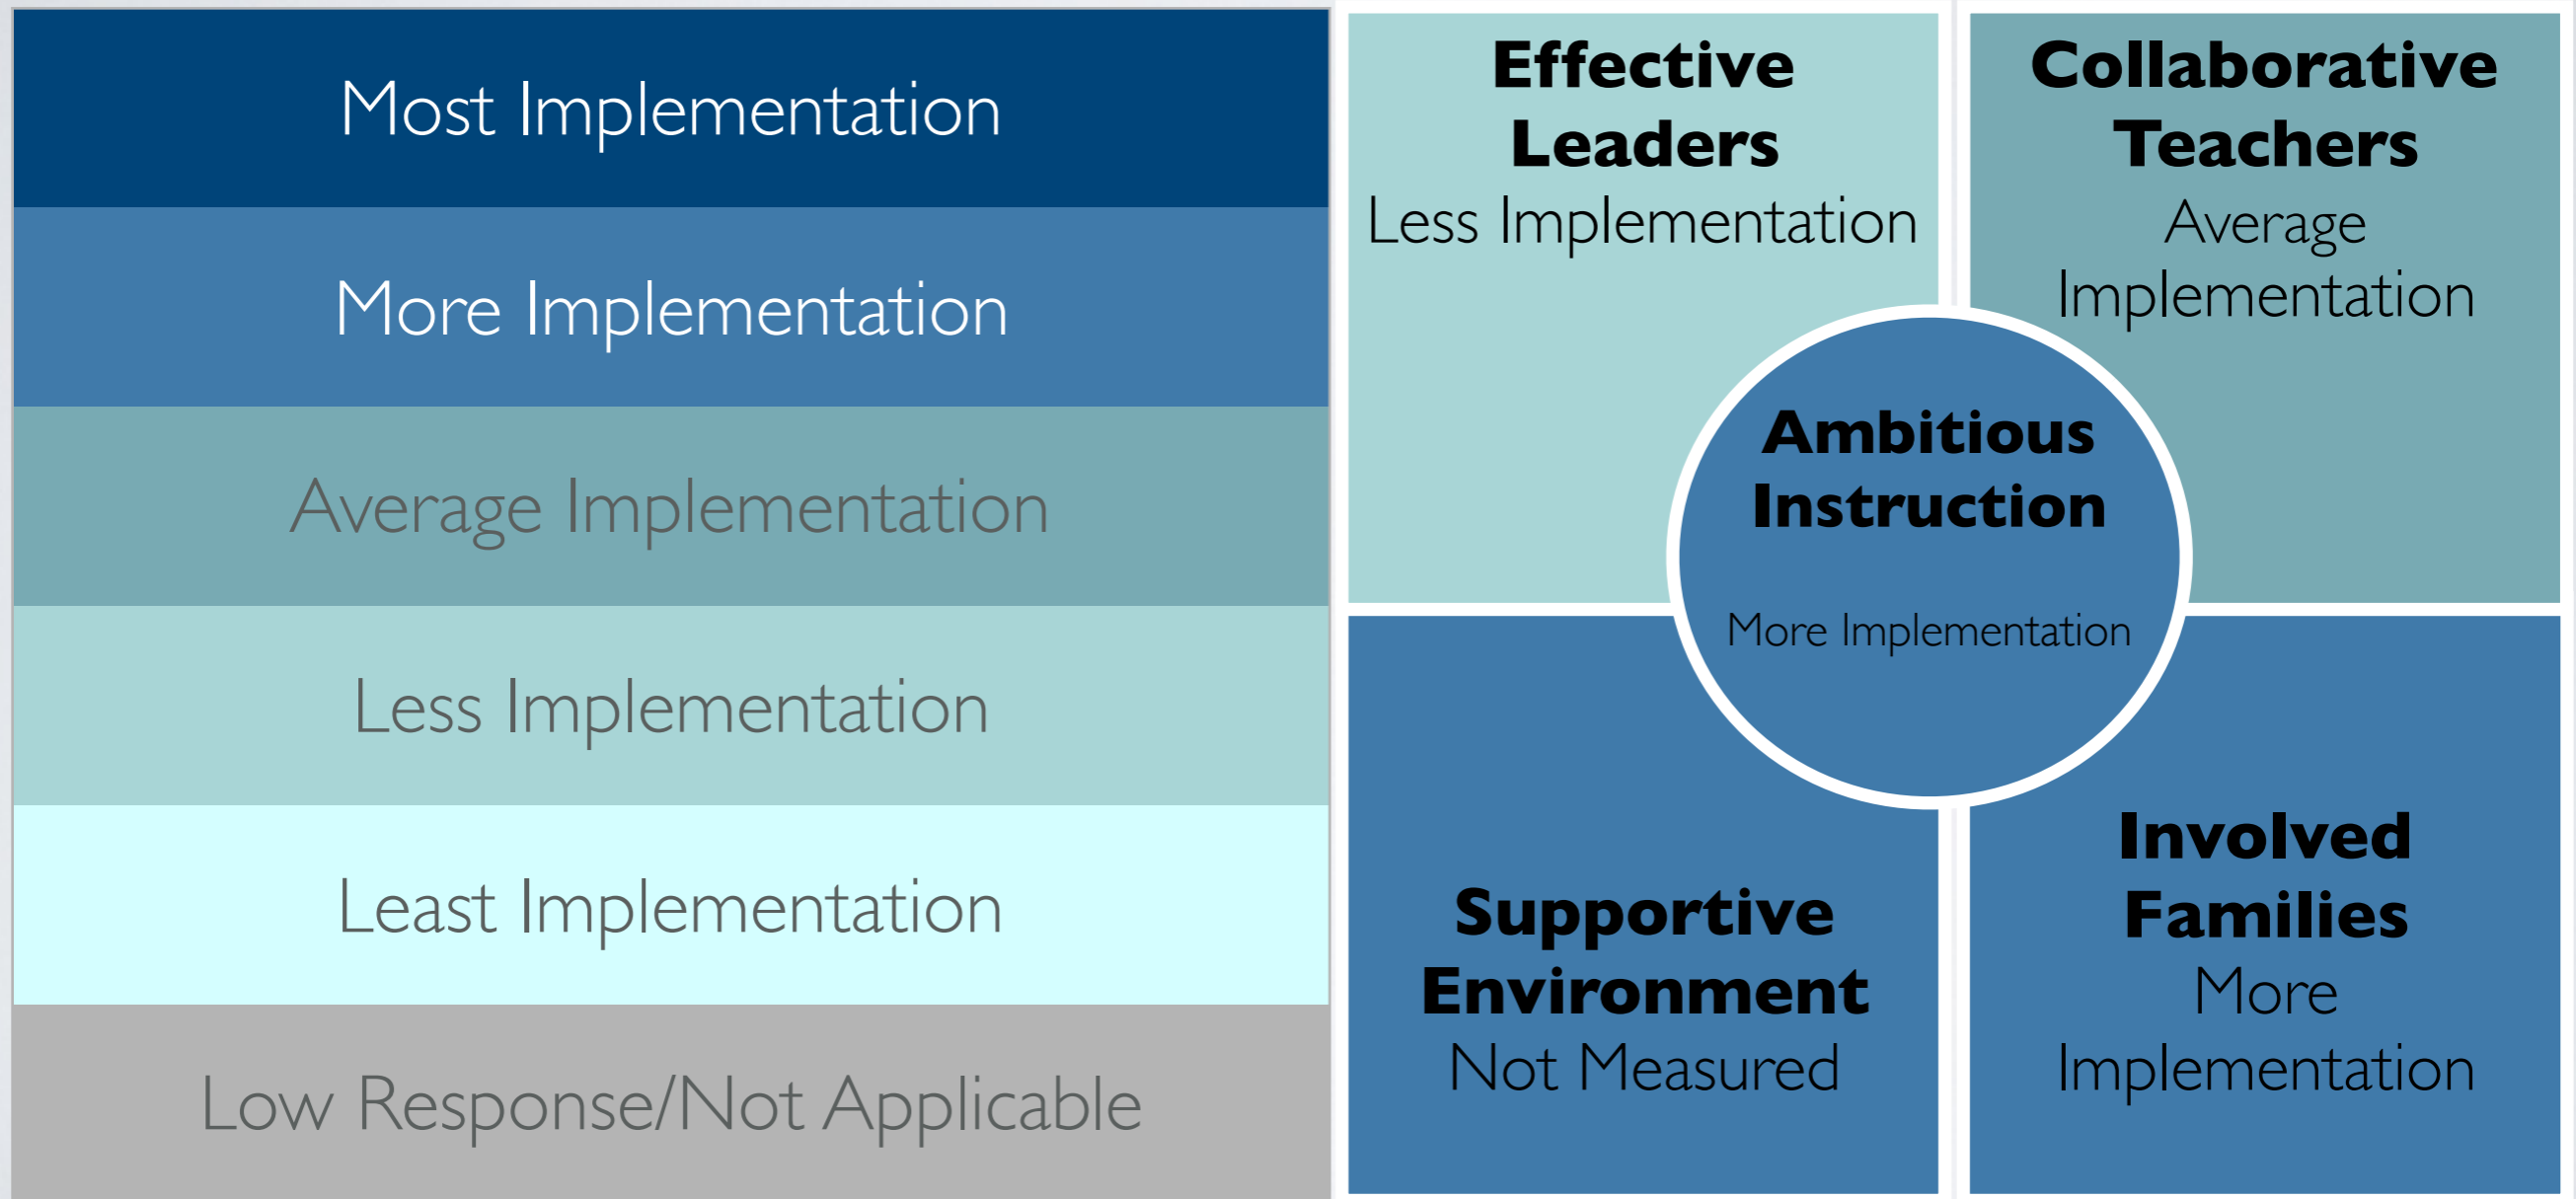 Most Implementation
More Implementation
Average Implementation
Less Implementation
Least Implementation
Low Response/Not Applicable
Effective
Leaders
Less Implementation
Collaborative
Teachers
Average
Implementation
Ambitious
Instruction
More Implementation
Supportive
Environment
Not Measured
Involved
Families
More
Implementation